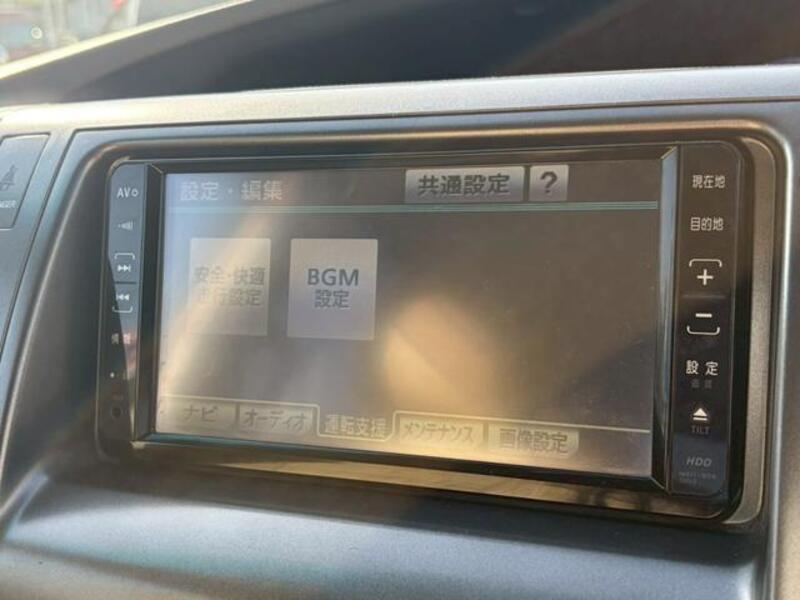 設定・編集
共通設定
?
安全・快適
走行設定
BGM
設定
ナビ
オーディオ
運転支援
メンテナンス
画像設定
AV
現在地
目的地
+
−
設定
画質
TILT
HDD